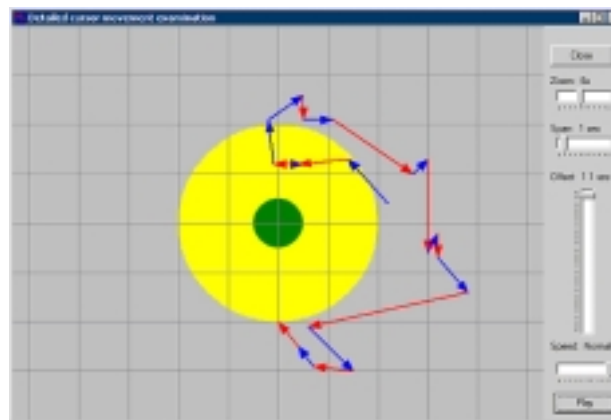 Detailed cursor movement examination
Close
Zoom: 8x
Span: 1 sec
Offset: 1.1 sec
Speed: Normal
Play